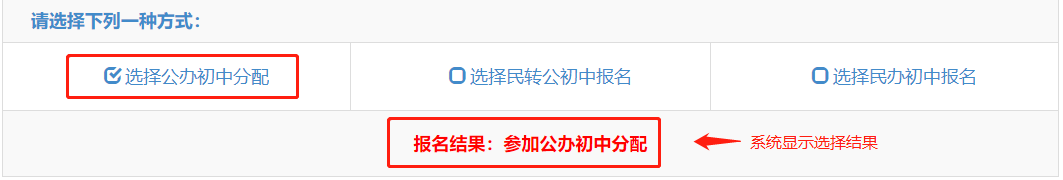 请选择下列一种方式：
选择公办初中分配 选择民转公初中报名 选择民办初中报名
报名结果：参加公办初中分配 系统显示选择结果